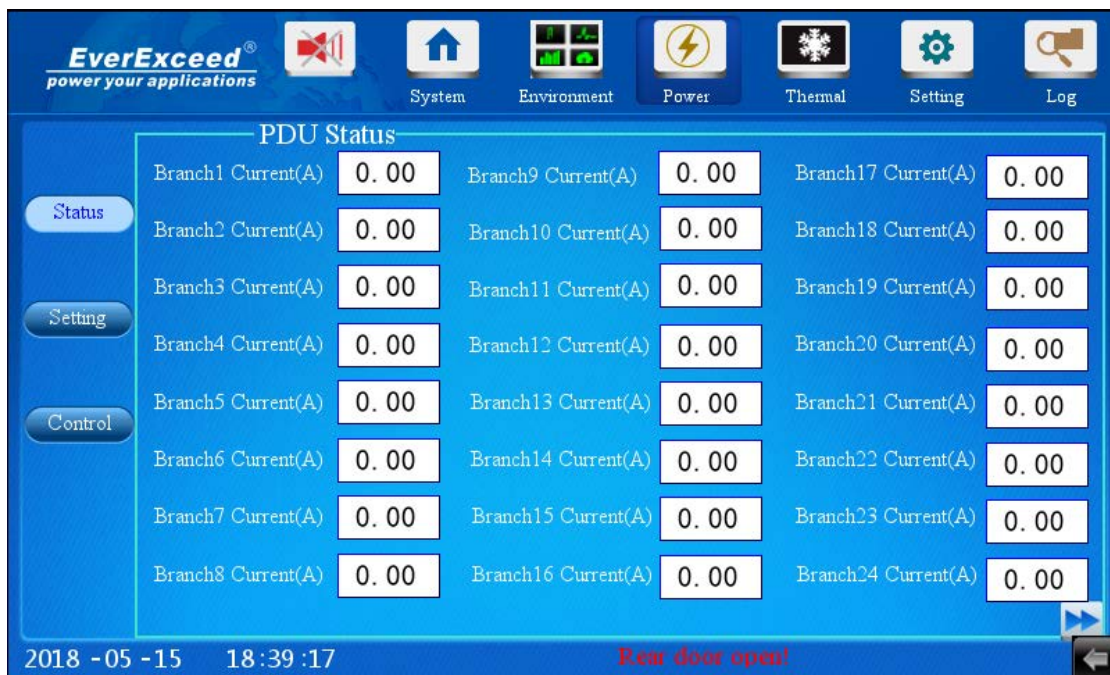 EverExceed®
power your applications
System Environment Power Thermal Setting Log
PDU Status
Status
Setting
Control
Branch1 Current(A) 0.00 Branch9 Current(A) 0.00 Branch17 Current(A) 0.00
Branch2 Current(A) 0.00 Branch10 Current(A) 0.00 Branch18 Current(A) 0.00
Branch3 Current(A) 0.00 Branch11 Current(A) 0.00 Branch19 Current(A) 0.00
Branch4 Current(A) 0.00 Branch12 Current(A) 0.00 Branch20 Current(A) 0.00
Branch5 Current(A) 0.00 Branch13 Current(A) 0.00 Branch21 Current(A) 0.00
Branch6 Current(A) 0.00 Branch14 Current(A) 0.00 Branch22 Current(A) 0.00
Branch7 Current(A) 0.00 Branch15 Current(A) 0.00 Branch23 Current(A) 0.00
Branch8 Current(A) 0.00 Branch16 Current(A) 0.00 Branch24 Current(A) 0.00
2018 -05 -15 18:39 :17 Rear door open!